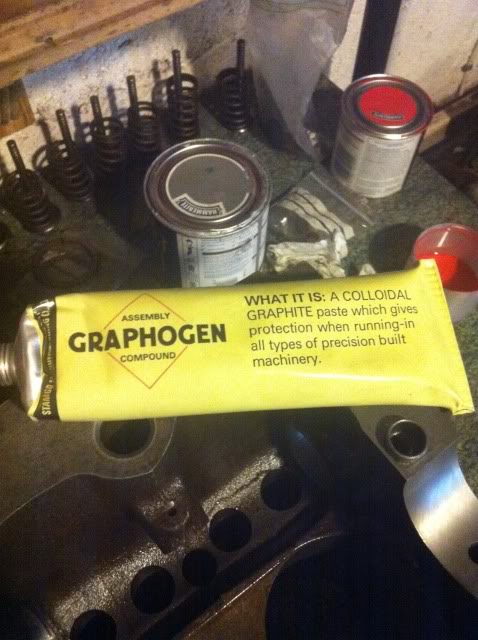 ASSEMBLY
GRAPHOGEN
COMPOUND
WHAT IT IS: A COLLOIDAL
GRAPHITE paste which gives
protection when running-in
all types of precision built
machinery.